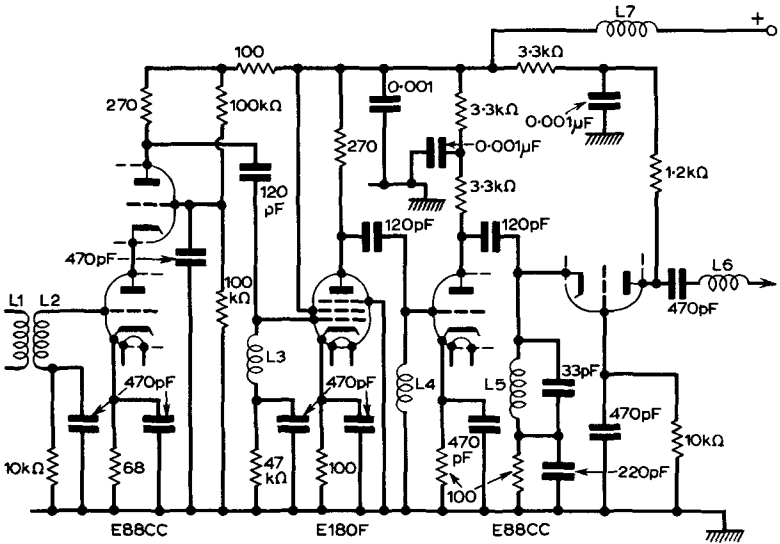 L7
+
100
3.3kΩ
270
100kΩ
0.001
3.3kΩ
0.001µF
270
0.001µF
120
pF
3.3kΩ
1.2kΩ
120pF
120pF
470pF
L6
L1
L2
100
kΩ
470pF
L3
L4
L5
33pF
470pF
470pF
470
pF
470pF
10kΩ
10kΩ
68
47
kΩ
100
100
220pF
E88CC
E180F
E88CC